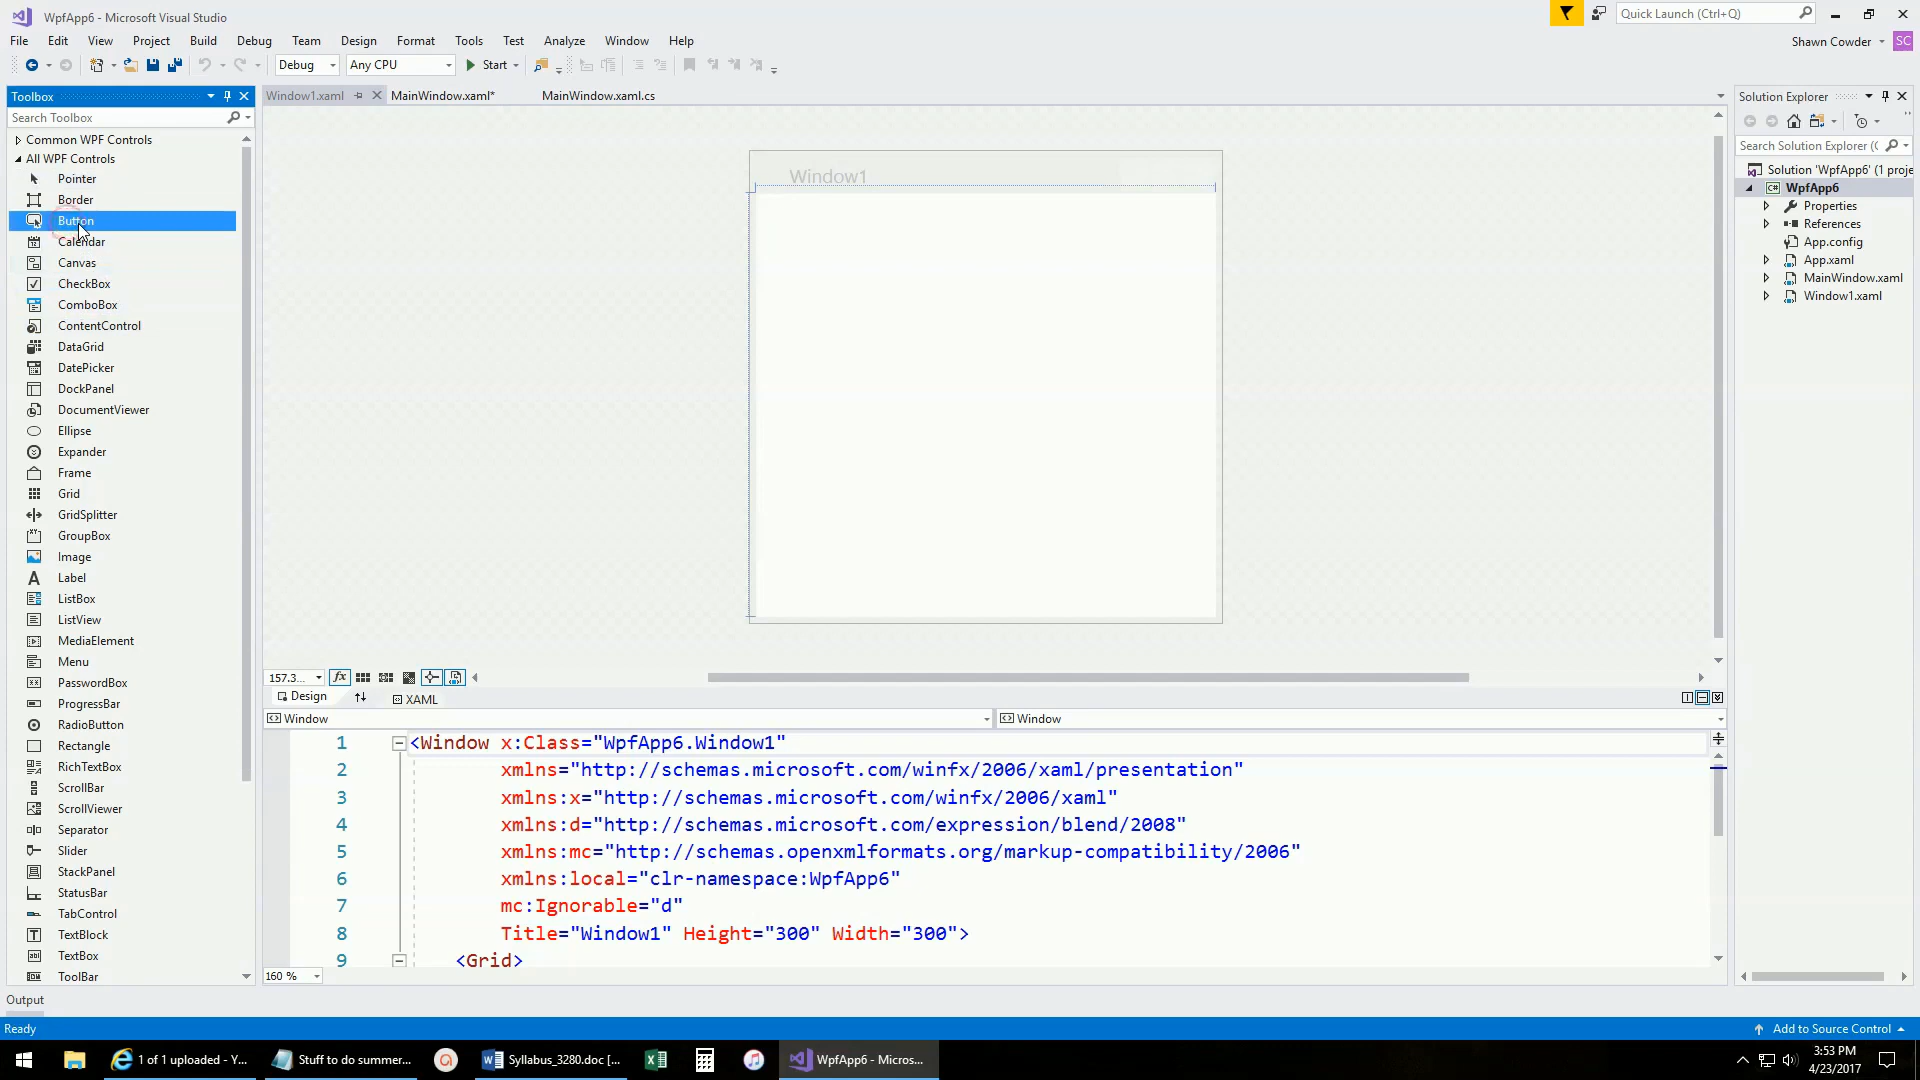 WpfApp6 - Microsoft Visual Studio
Quick Launch (Ctrl+Q)
File Edit View Project Build Debug Team Design Format Tools Test Analyze Window Help
Shawn Cowder SC
Debug Any CPU Start
Toolbox
Window1.xaml MainWindow.xaml* MainWindow.xaml.cs
Solution Explorer
Search Toolbox
Search Solution Explorer (
Common WPF Controls
All WPF Controls
Pointer
Border
Button
Calendar
Canvas
CheckBox
ComboBox
ContentControl
DataGrid
DatePicker
DockPanel
DocumentViewer
Ellipse
Expander
Frame
Grid
GridSplitter
GroupBox
Image
Label
ListBox
ListView
MediaElement
Menu
PasswordBox
ProgressBar
RadioButton
Rectangle
RichTextBox
ScrollBar
ScrollViewer
Separator
Slider
StackPanel
StatusBar
TabControl
TextBlock
TextBox
ToolBar
Window1
Solution 'WpfApp6' (1 proje
WpfApp6
Properties
References
App.config
App.xaml
MainWindow.xaml
Window1.xaml
157.3...
Design XAML
Window Window
1 <Window x:Class="WpfApp6.Window1"
2 xmlns="http://schemas.microsoft.com/winfx/2006/xaml/presentation"
3 xmlns:x="http://schemas.microsoft.com/winfx/2006/xaml"
4 xmlns:d="http://schemas.microsoft.com/expression/blend/2008"
5 xmlns:mc="http://schemas.openxmlformats.org/markup-compatibility/2006"
6 xmlns:local="clr-namespace:WpfApp6"
7 mc:Ignorable="d"
8 Title="Window1" Height="300" Width="300">
9 <Grid>
160 %
Output
Ready
Add to Source Control
1 of 1 uploaded - Y... Stuff to do summer... Syllabus_3280.doc [... WpfApp6 - Micros...
3:53 PM
4/23/2017